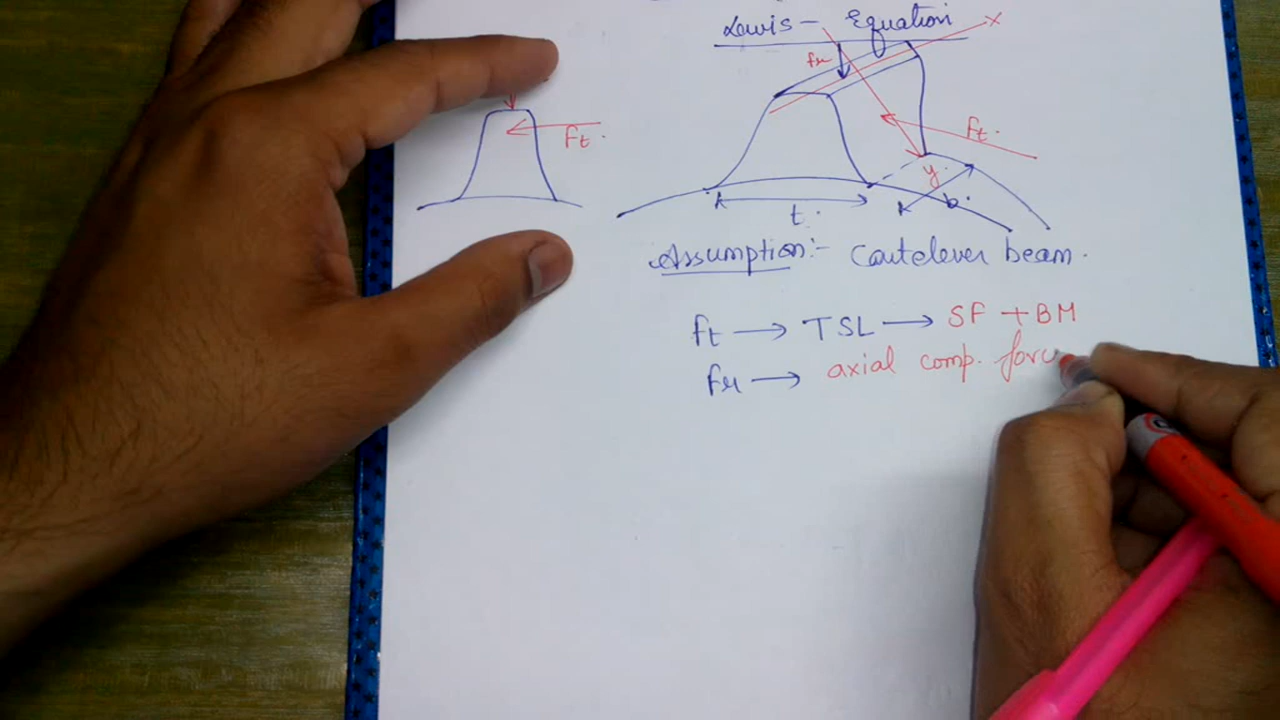 Lewis - Equation
x
fr
ft.
ft.
y
b.
t.
Assumption:- Cantelever beam.
ft → TSL → SF + BM
fr → axial comp. forc